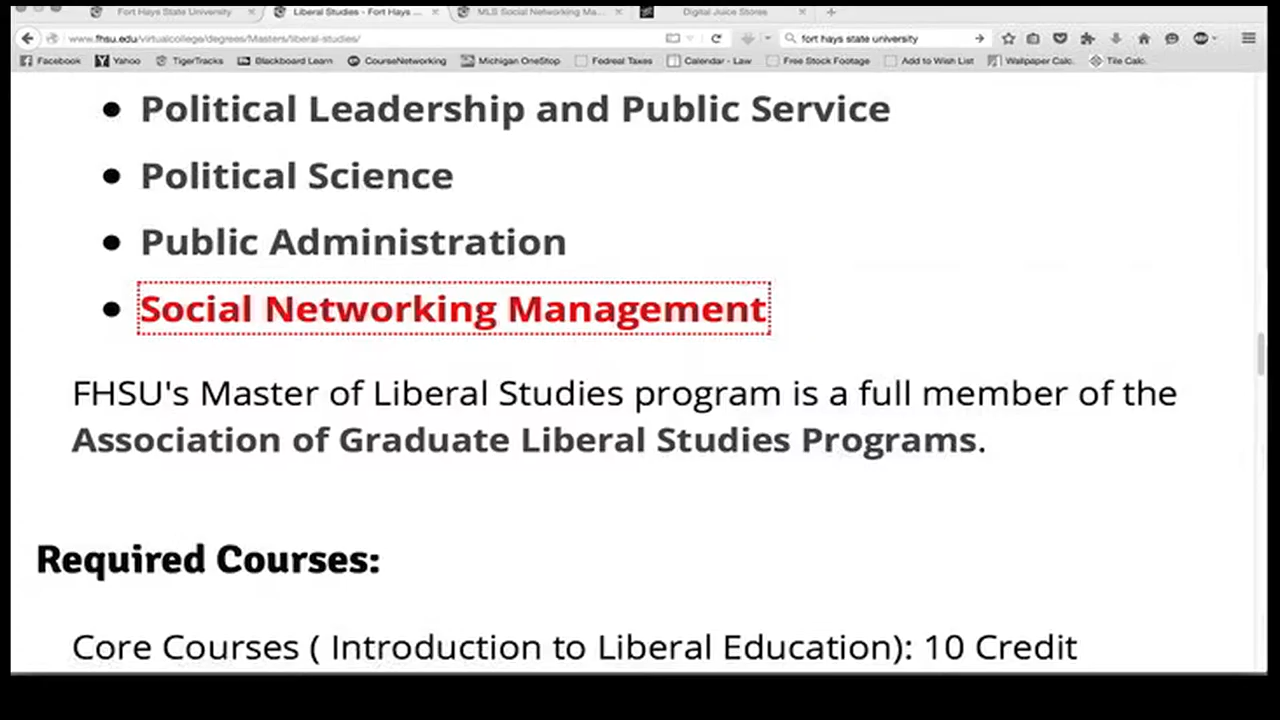 Fort Hays State University
Liberal Studies - Fort Hays ...
MLS Social Networking Ma...
Digital Juice Stores
www.fhsu.edu/virtualcollege/degrees/Masters/liberal-studies/
fort hays state university
Facebook
Yahoo
TigerTracks
Blackboard Learn
CourseNetworking
Michigan OneStop
Fedreal Taxes
Calendar - Law
Free Stock Footage
Add to Wish List
Wallpaper Calc.
Tile Calc.
• Political Leadership and Public Service
• Political Science
• Public Administration
• Social Networking Management
FHSU's Master of Liberal Studies program is a full member of the
Association of Graduate Liberal Studies Programs.
Required Courses:
Core Courses ( Introduction to Liberal Education): 10 Credit